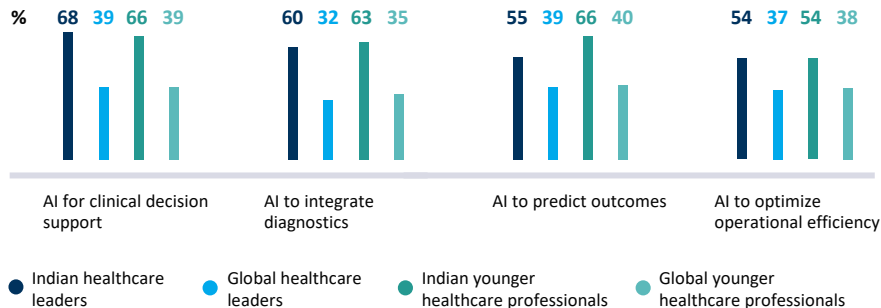 % 68 39 66 39 60 32 63 35 55 39 66 40 54 37 54 38
AI for clinical decision
support
AI to integrate
diagnostics
AI to predict outcomes
AI to optimize
operational efficiency
Indian healthcare
leaders
Global healthcare
leaders
Indian younger
healthcare professionals
Global younger
healthcare professionals